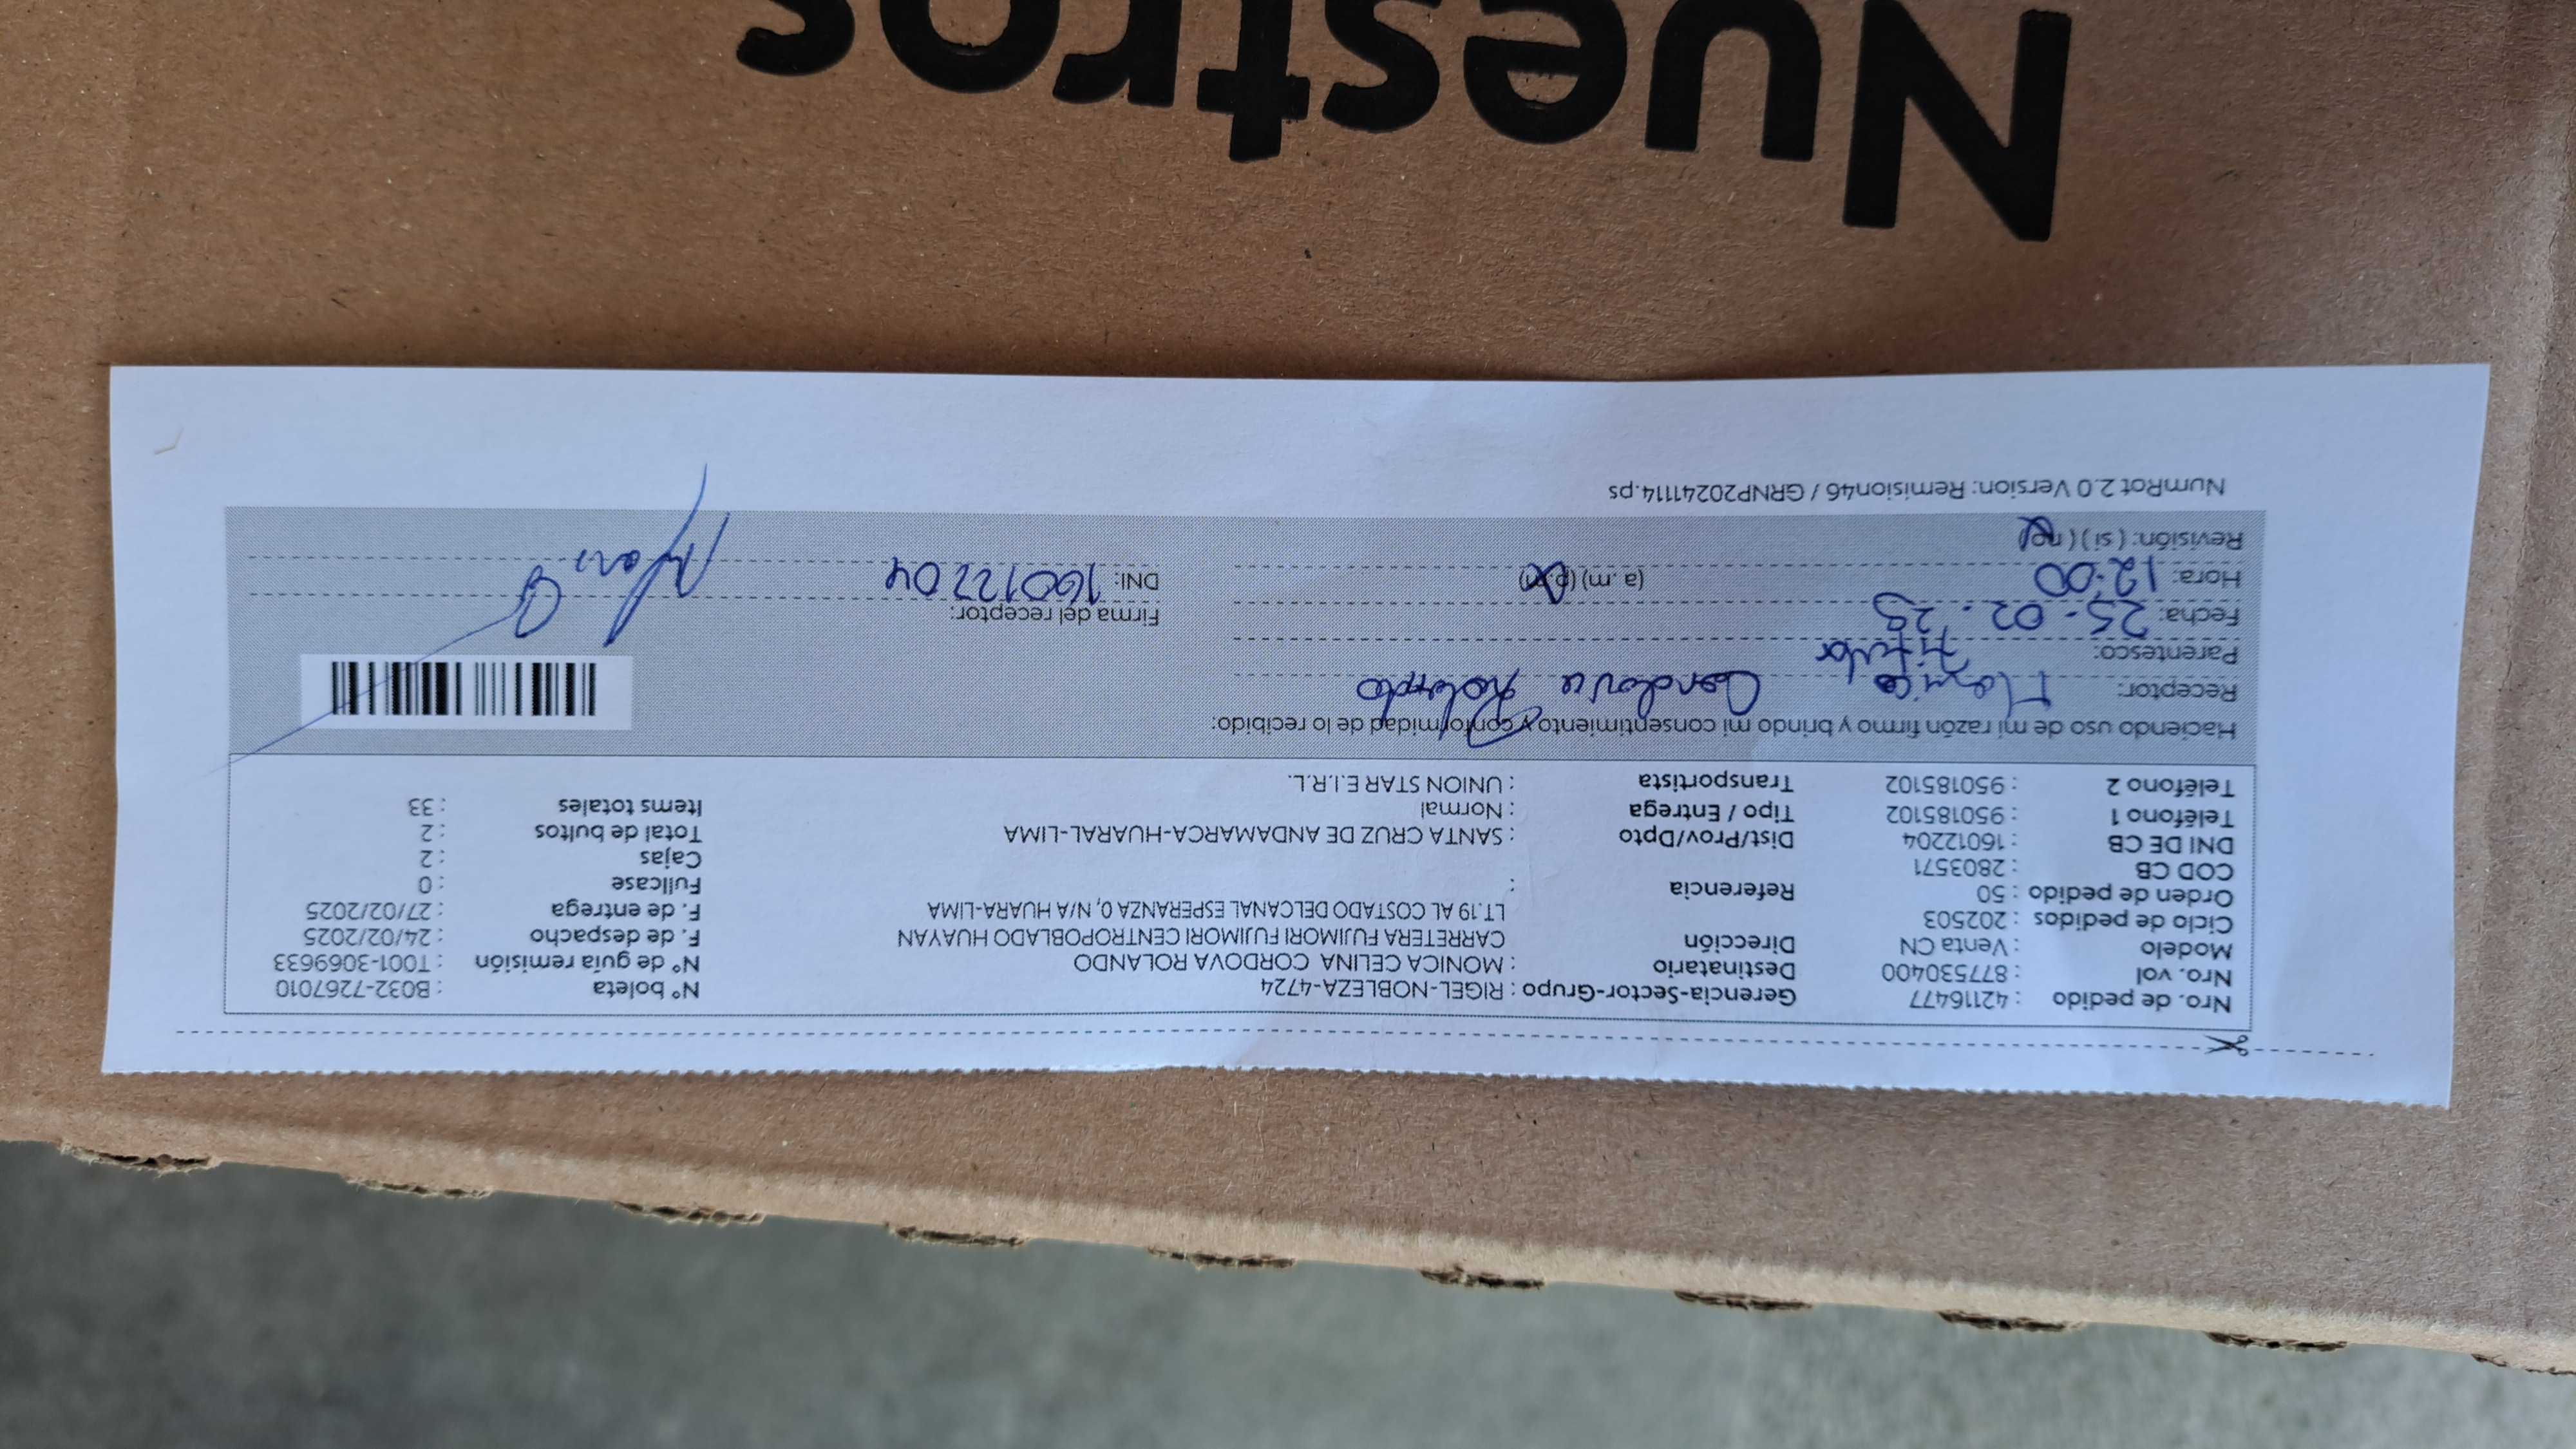 Nro. de pedido : 42116477 Gerencia-Sector-Grupo : RIGEL-NOBLEZA-4724 N° boleta : B032-7267010
Nro. vol : 877530400 Destinatario : MONICA CELINA CORDOVA ROLANDO N° de guía remisión : T001-3069633
Modelo : Venta CN Dirección CARRETERA FUJIMORI FUJIMORI CENTROPOBLADO HUAYAN F. de despacho : 24/02/2025
Ciclo de pedidos : 202503 LT.19 AL COSTADO DELCANAL ESPERANZA 0, N/A HUARA-LIMA F. de entrega : 27/02/2025
Orden de pedido : 50 Referencia : Fullcase : 0
COD CB : 2803571 Cajas : 2
DNI DE CB : 16012204 Dist/Prov/Dpto : SANTA CRUZ DE ANDAMARCA-HUARAL-LIMA Total de bultos : 2
Teléfono 1 : 950185102 Tipo / Entrega : Normal Items totales : 33
Teléfono 2 : 950185102 Transportista : UNION STAR E.I.R.L.
Haciendo uso de mi razón firmo y brindo mi consentimiento y conformidad de lo recibido:
Receptor: Rolando
Parentesco: Titular
Fecha: 25-02-25 Firma del receptor:
Hora: 12:00 (a. m) (p. m) DNI:
Revisión: ( si ) ( no )
NumRot 2.0 Version: Remision46 / GRNP20241114.ps
Nuestros